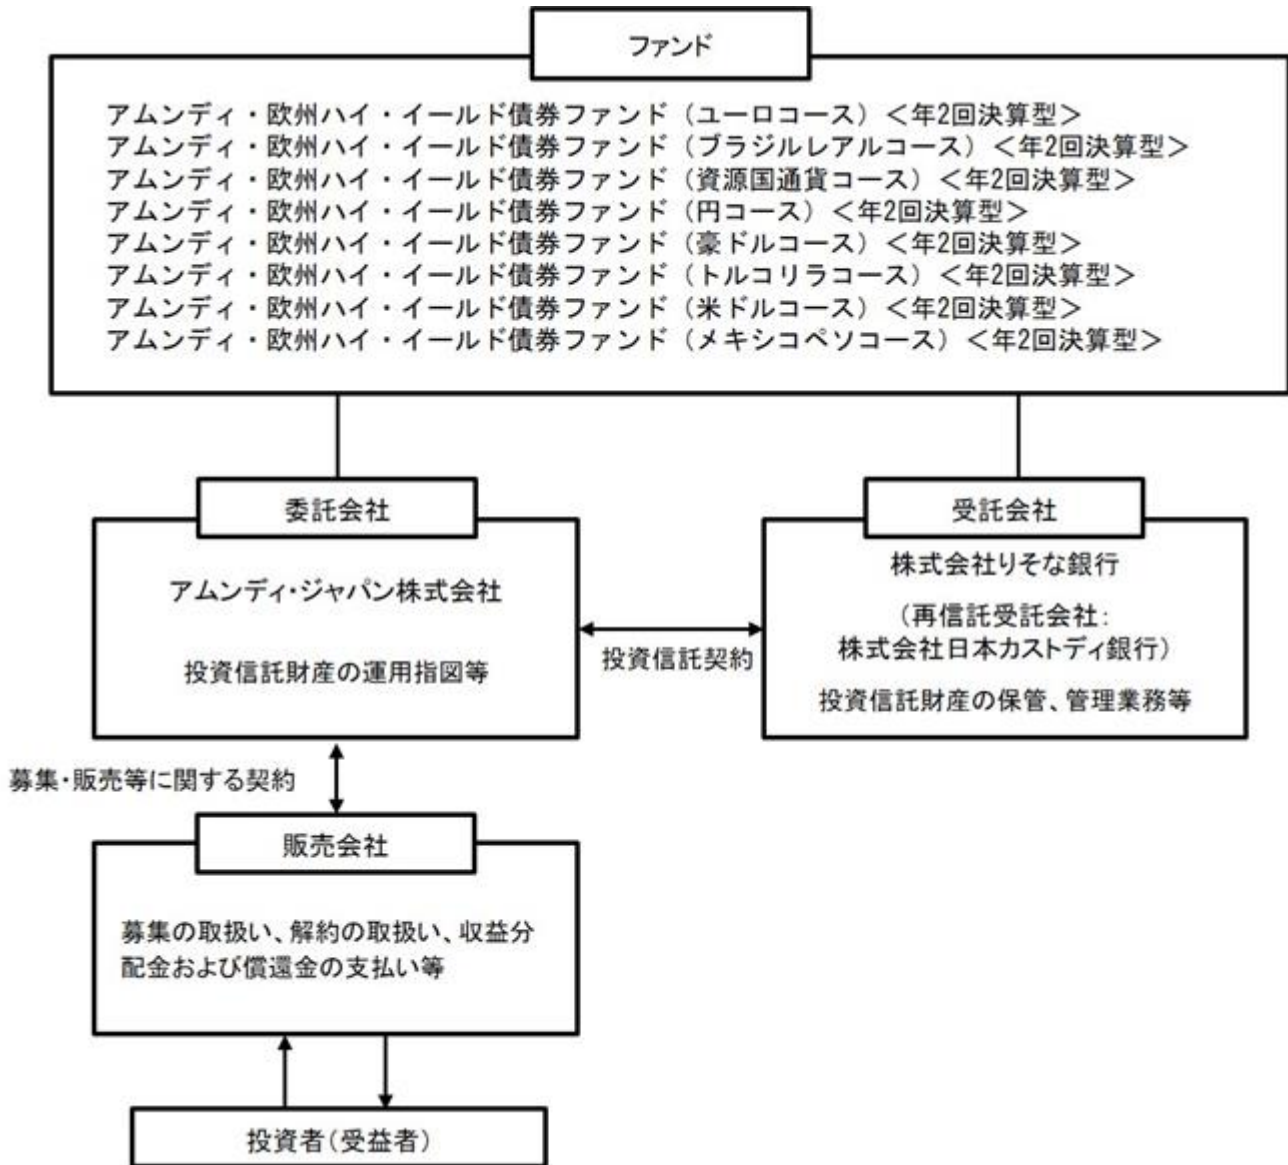 ファンド
アムンディ・欧州ハイ・イールド債券ファンド（ユーロコース）＜年2回決算型＞
アムンディ・欧州ハイ・イールド債券ファンド（ブラジルレアルコース）＜年2回決算型＞
アムンディ・欧州ハイ・イールド債券ファンド（資源国通貨コース）＜年2回決算型＞
アムンディ・欧州ハイ・イールド債券ファンド（円コース）＜年2回決算型＞
アムンディ・欧州ハイ・イールド債券ファンド（豪ドルコース）＜年2回決算型＞
アムンディ・欧州ハイ・イールド債券ファンド（トルコリラコース）＜年2回決算型＞
アムンディ・欧州ハイ・イールド債券ファンド（米ドルコース）＜年2回決算型＞
アムンディ・欧州ハイ・イールド債券ファンド（メキシコペソコース）＜年2回決算型＞
委託会社
アムンディ・ジャパン株式会社
投資信託財産の運用指図等
投資信託契約
受託会社
株式会社りそな銀行
（再信託受託会社：
株式会社日本カストディ銀行）
投資信託財産の保管、管理業務等
募集・販売等に関する契約
販売会社
募集の取扱い、解約の取扱い、収益分
配金および償還金の支払い等
投資者（受益者）